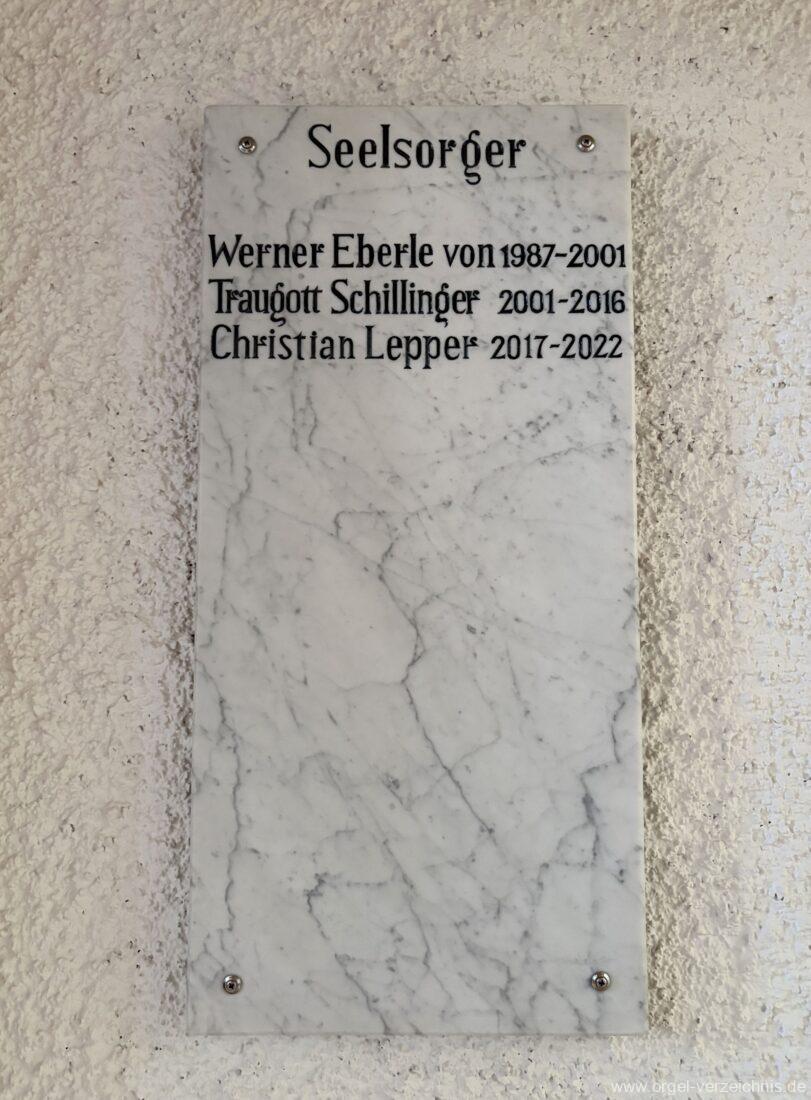 Seelsorger
Werner Eberle von 1987-2001
Traugott Schillinger 2001-2016
Christian Lepper 2017-2022
www.orgel-verzeichnis.de